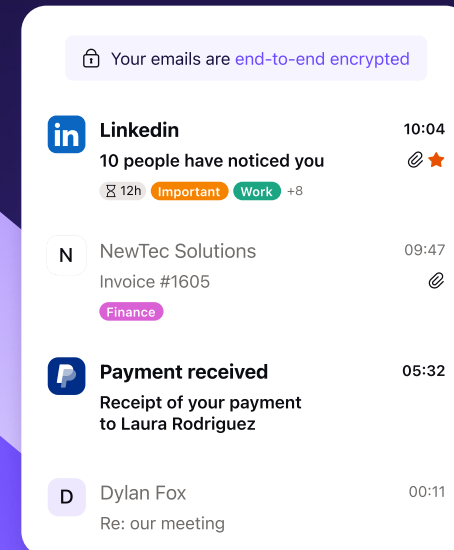 Your emails are end-to-end encrypted
in
Linkedin 10:04
10 people have noticed you
12h Important Work +8
N
NewTec Solutions 09:47
Invoice #1605
Finance
P
Payment received 05:32
Receipt of your payment
to Laura Rodriguez
D
Dylan Fox 00:11
Re: our meeting